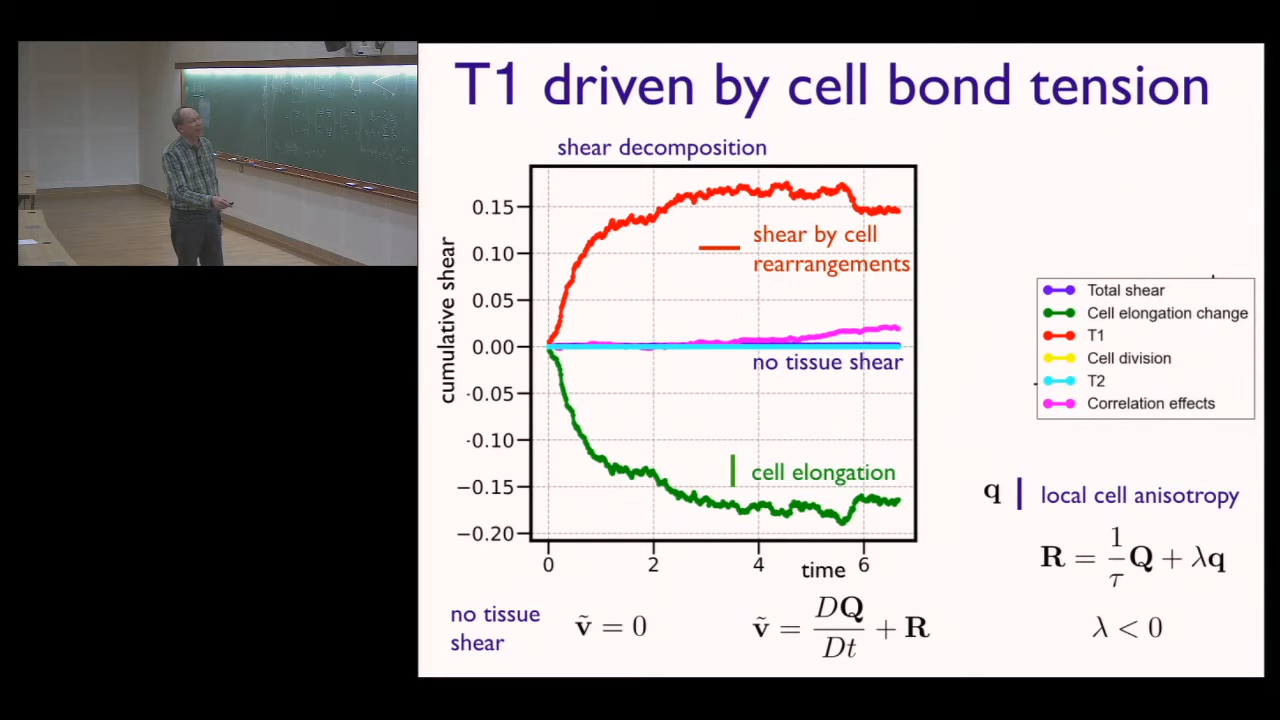 T1 driven by cell bond tension
shear decomposition
cumulative shear
0.15
0.10
0.05
0.00
-0.05
-0.10
−0.15
−0.20
shear by cell
rearrangements
no tissue shear
cell elongation
0 2 4 6
time
Total shear
Cell elongation change
T1
Cell division
T2
Correlation effects
q | local cell anisotropy
R = 1/τ Q + λq
λ < 0
no tissue
shear
ṽ = 0
ṽ = DQ/Dt + R